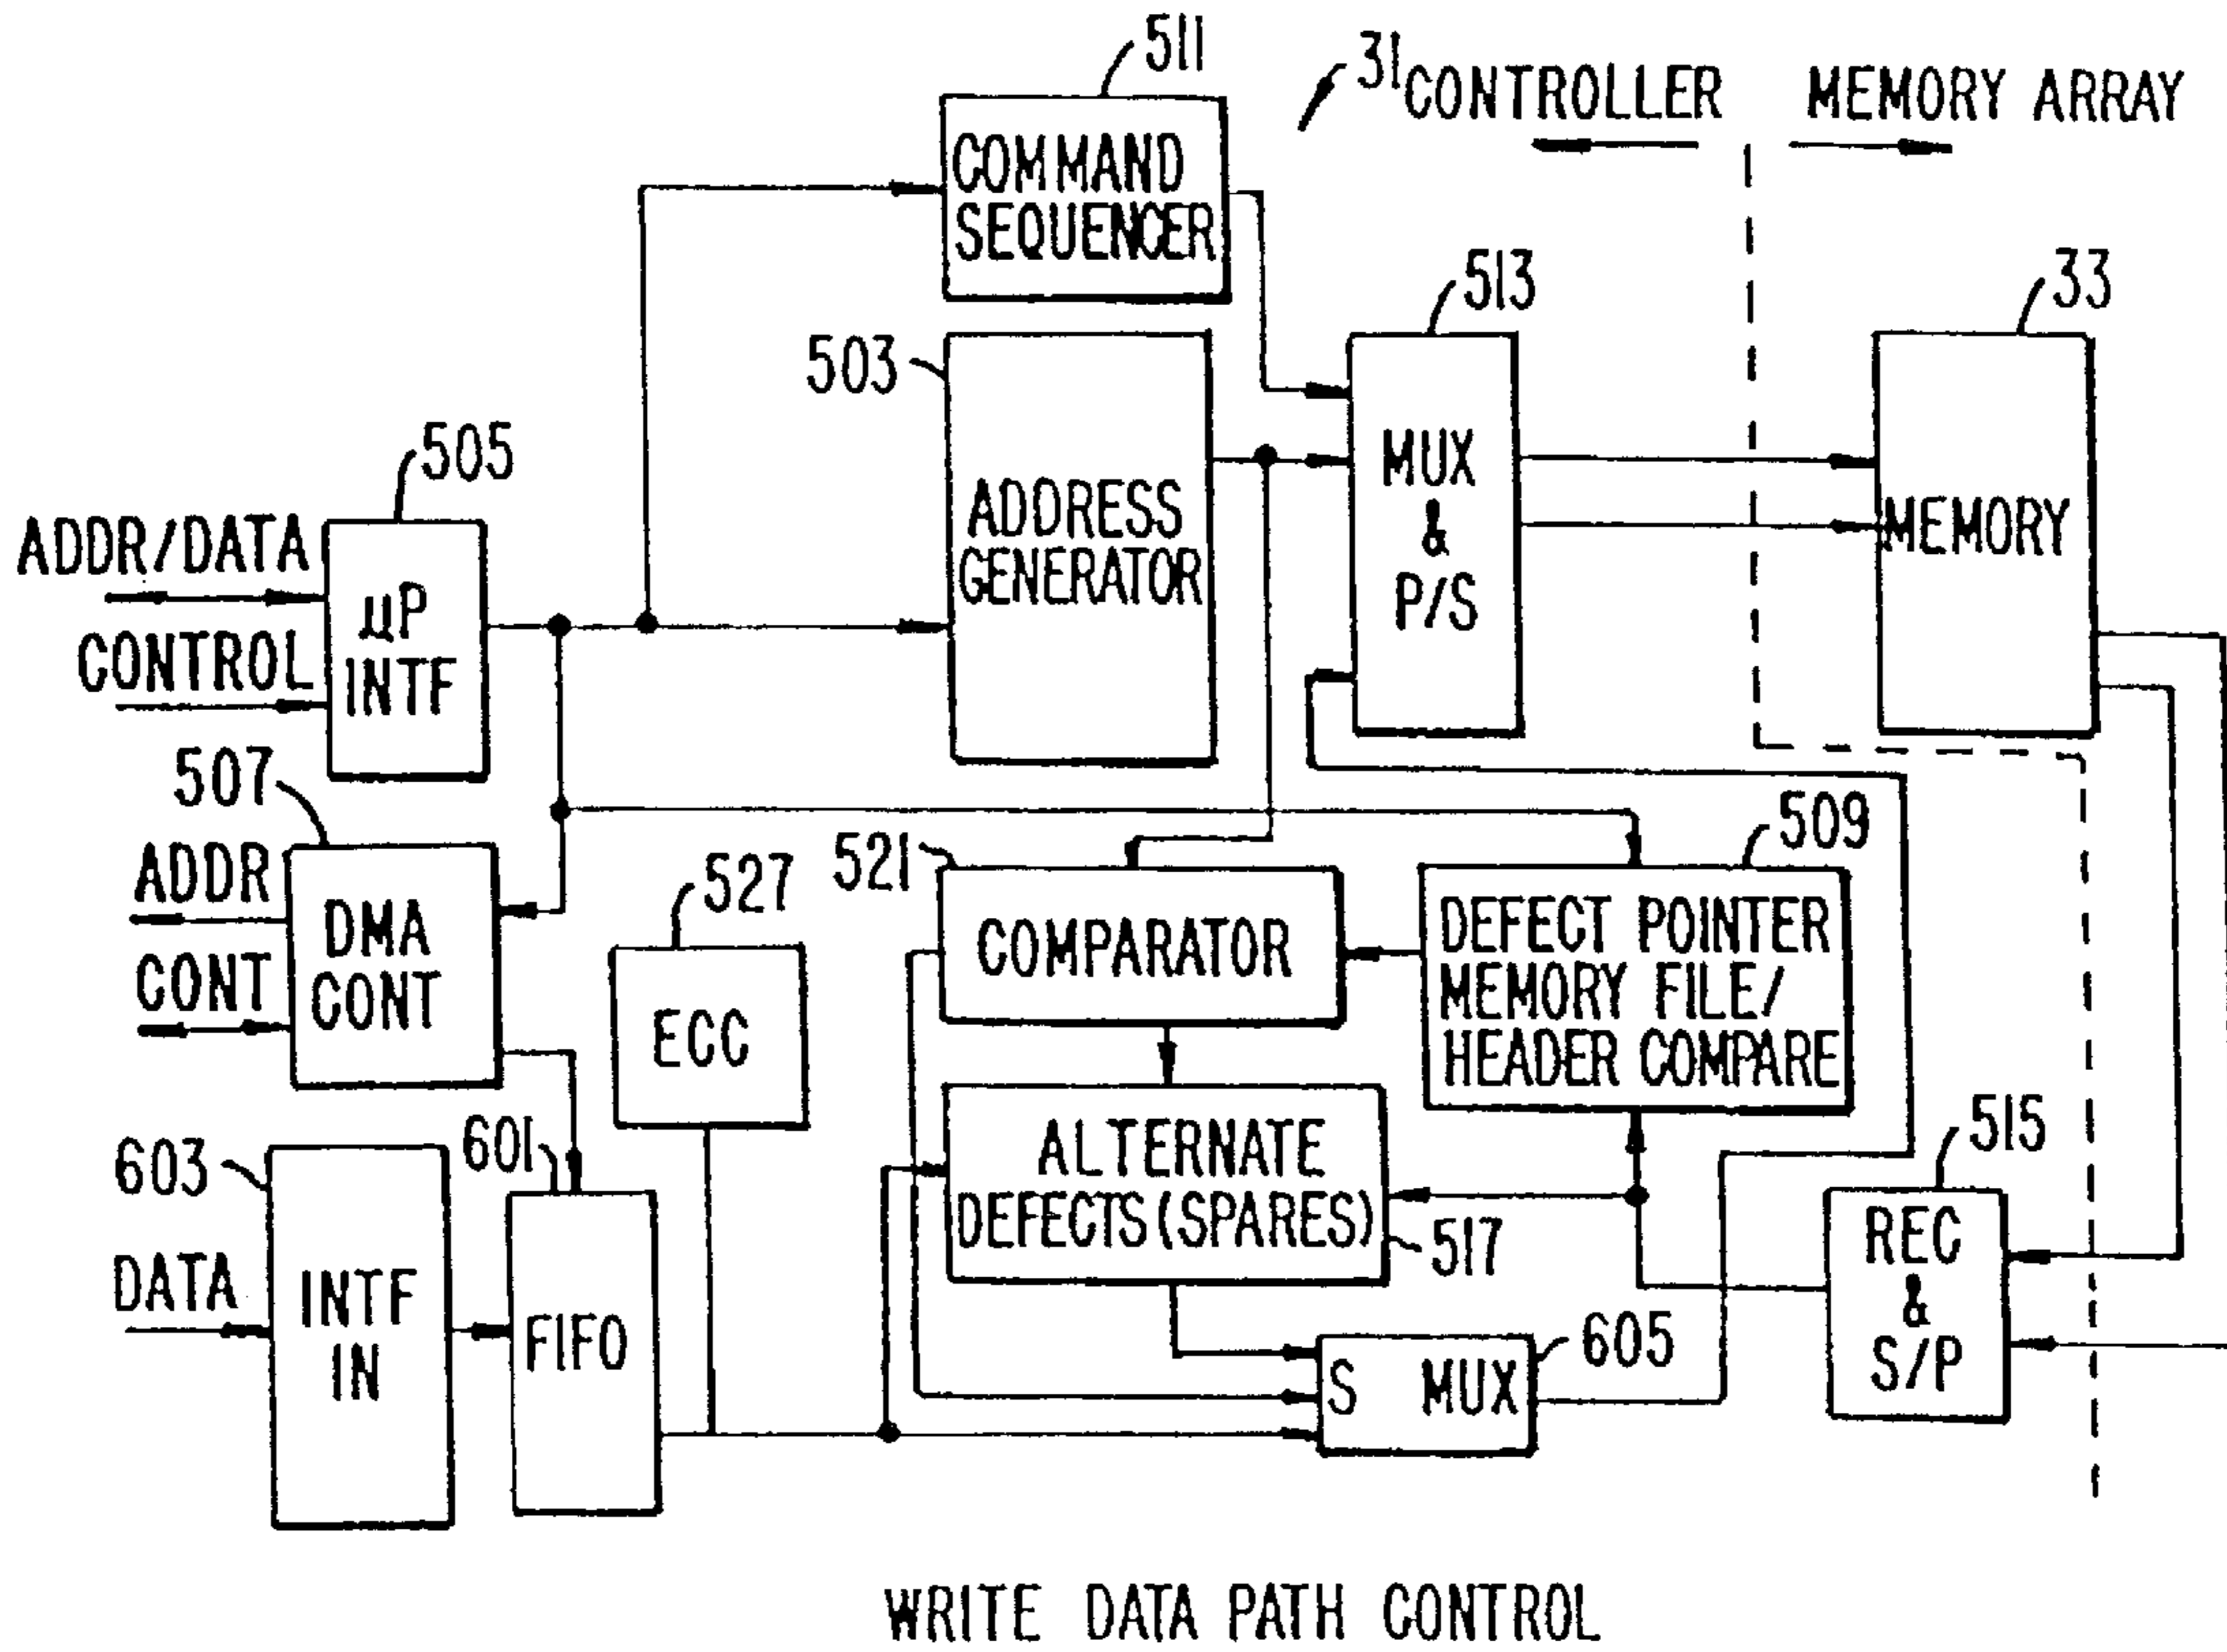 511
31
CONTROLLER
MEMORY ARRAY
COMMAND
SEQUENCER
513
33
503
505
ADDR/DATA
CONTROL
µP
INTF
ADDRESS
GENERATOR
MUX
&
P/S
MEMORY
507
ADDR
CONT
DMA
CONT
527
ECC
521
COMPARATOR
509
DEFECT POINTER
MEMORY FILE/
HEADER COMPARE
603
DATA
INTF
IN
601
FIFO
ALTERNATE
DEFECTS (SPARES)
517
515
REC
&
S/P
605
S MUX
WRITE DATA PATH CONTROL